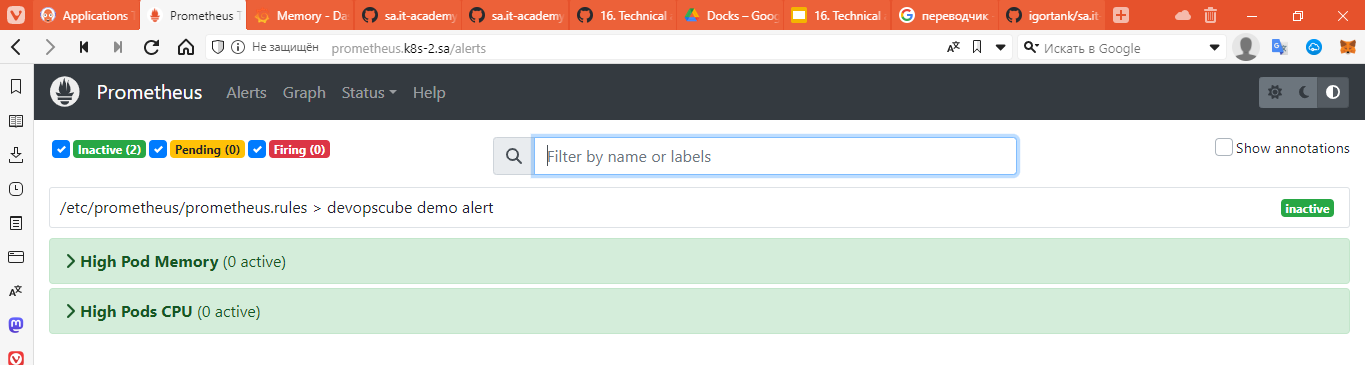 Applications T
Prometheus T
Memory - Da
sa.it-academy
sa.it-academy
16. Technical
Docks – Goog
16. Technical
переводчик
igortank/sa.it
Не защищён prometheus.k8s-2.sa/alerts
Искать в Google
Prometheus Alerts Graph Status Help
Inactive (2) Pending (0) Firing (0)
Filter by name or labels
Show annotations
/etc/prometheus/prometheus.rules > devopscube demo alert
inactive
High Pod Memory (0 active)
High Pods CPU (0 active)